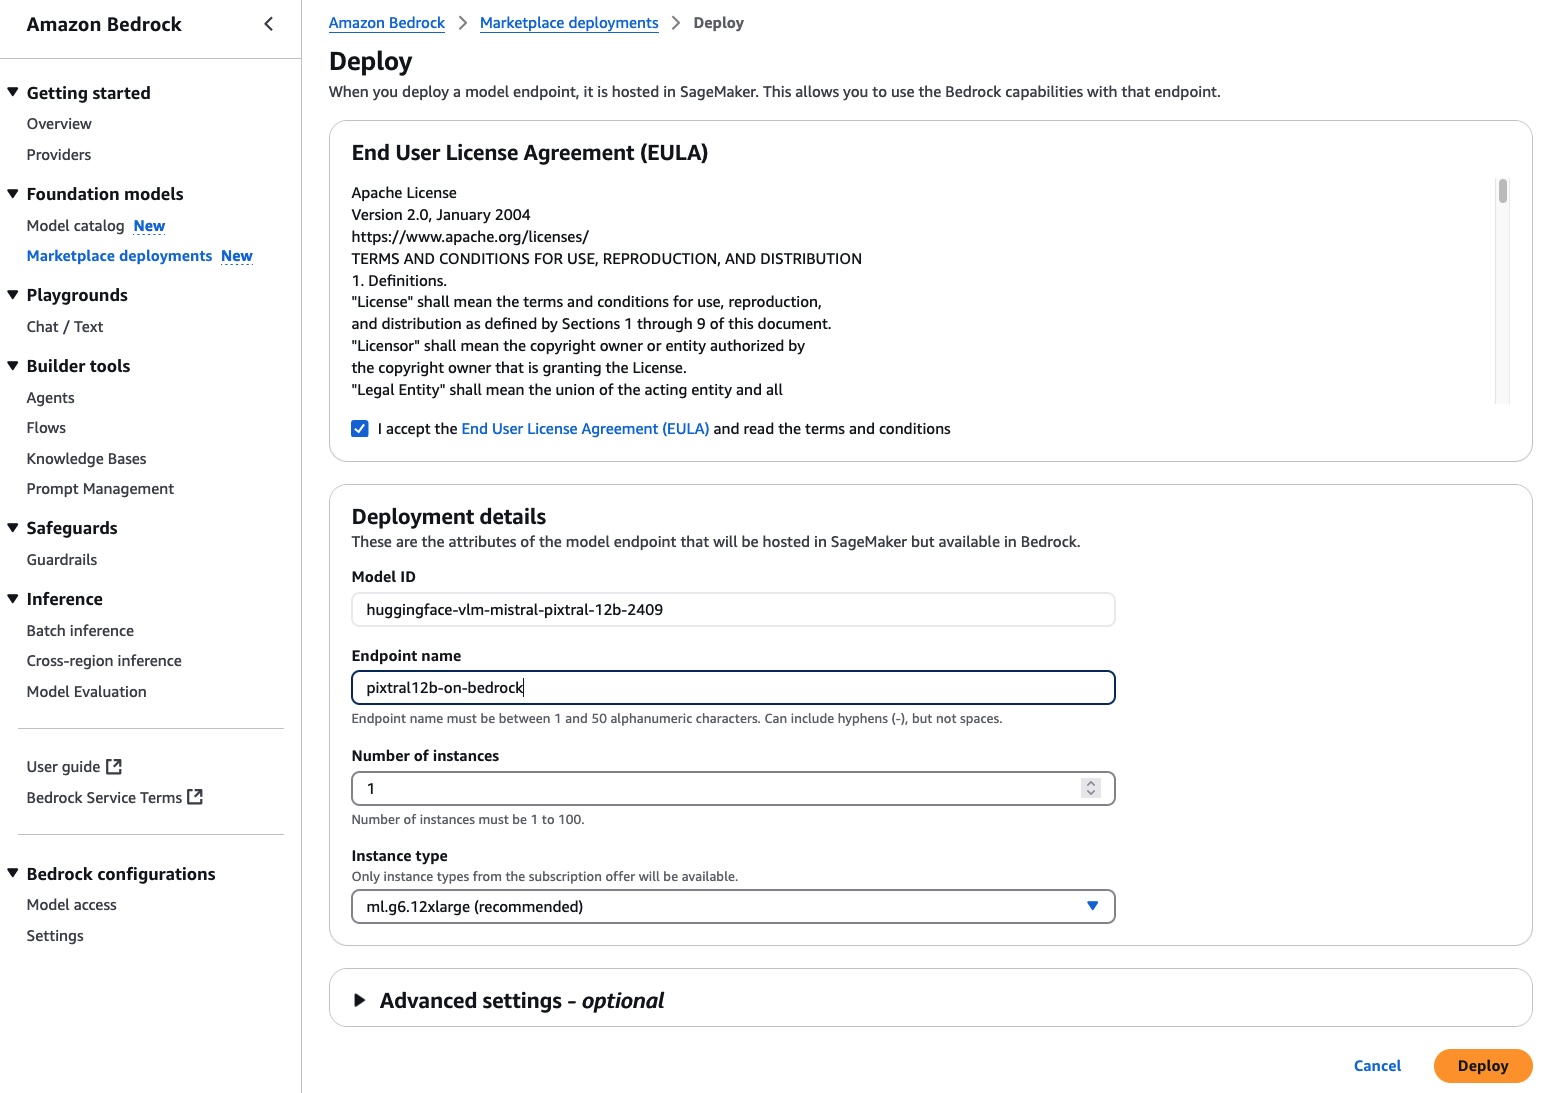 Amazon Bedrock
Getting started
Overview
Providers
Foundation models
Model catalog New
Marketplace deployments New
Playgrounds
Chat / Text
Builder tools
Agents
Flows
Knowledge Bases
Prompt Management
Safeguards
Guardrails
Inference
Batch inference
Cross-region inference
Model Evaluation
User guide
Bedrock Service Terms
Bedrock configurations
Model access
Settings
Amazon Bedrock > Marketplace deployments > Deploy
Deploy
When you deploy a model endpoint, it is hosted in SageMaker. This allows you to use the Bedrock capabilities with that endpoint.
End User License Agreement (EULA)
Apache License
Version 2.0, January 2004
https://www.apache.org/licenses/
TERMS AND CONDITIONS FOR USE, REPRODUCTION, AND DISTRIBUTION
1. Definitions.
"License" shall mean the terms and conditions for use, reproduction,
and distribution as defined by Sections 1 through 9 of this document.
"Licensor" shall mean the copyright owner or entity authorized by
the copyright owner that is granting the License.
"Legal Entity" shall mean the union of the acting entity and all
I accept the End User License Agreement (EULA) and read the terms and conditions
Deployment details
These are the attributes of the model endpoint that will be hosted in SageMaker but available in Bedrock.
Model ID
huggingface-vlm-mistral-pixtral-12b-2409
Endpoint name
pixtral12b-on-bedrock
Endpoint name must be between 1 and 50 alphanumeric characters. Can include hyphens (-), but not spaces.
Number of instances
1
Number of instances must be 1 to 100.
Instance type
Only instance types from the subscription offer will be available.
ml.g6.12xlarge (recommended)
Advanced settings - optional
Cancel
Deploy